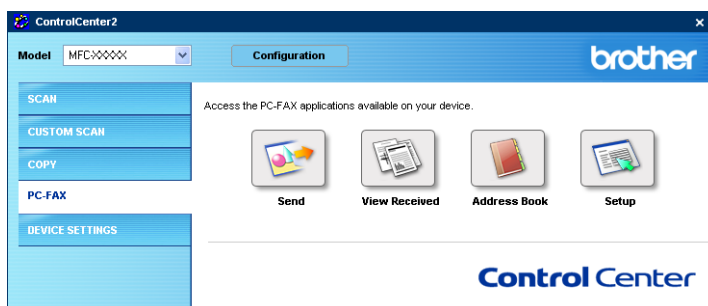 ControlCenter2
Model MFC-XXXXX Configuration brother
SCAN
CUSTOM SCAN
COPY
PC-FAX
DEVICE SETTINGS
Access the PC-FAX applications available on your device.
Send View Received Address Book Setup
Control Center